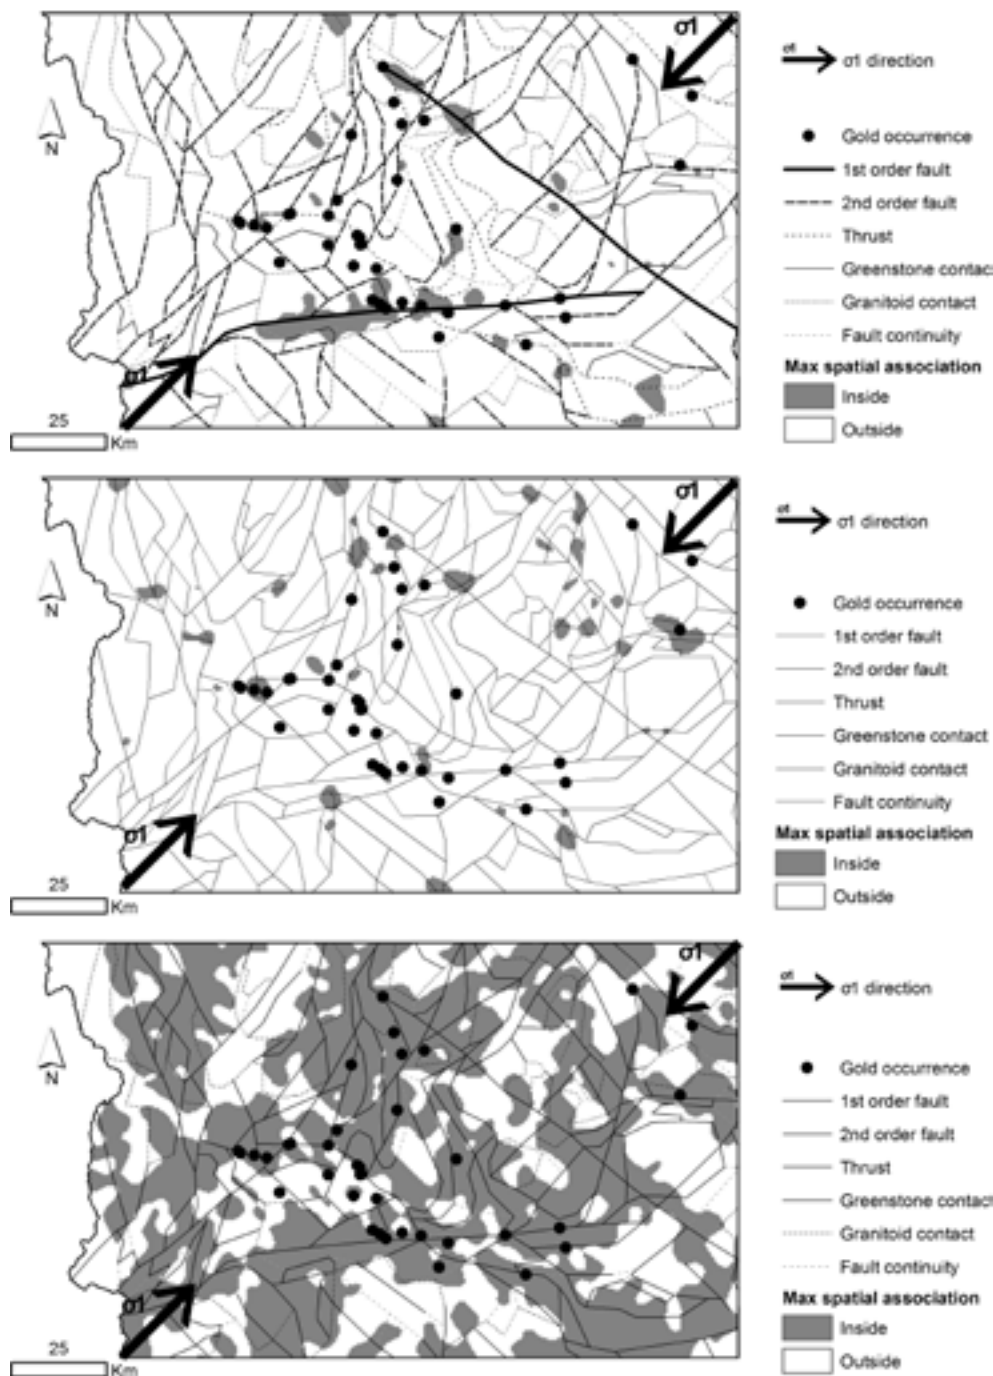 σ1
σ1
σ1 direction
N
Gold occurrence
1st order fault
2nd order fault
Thrust
Greenstone contac
Granitoid contact
Fault continuity
σ1
Max spatial association
Inside
Outside
25
Km
σ1
σ1
σ1 direction
N
Gold occurrence
1st order fault
2nd order fault
Thrust
Greenstone contact
Granitoid contact
Fault continuity
σ1
Max spatial association
Inside
Outside
25
Km
σ1
σ1
σ1 direction
N
Gold occurrence
1st order fault
2nd order fault
Thrust
Greenstone contact
Granitoid contact
Fault continuity
σ1
Max spatial association
Inside
Outside
25
Km